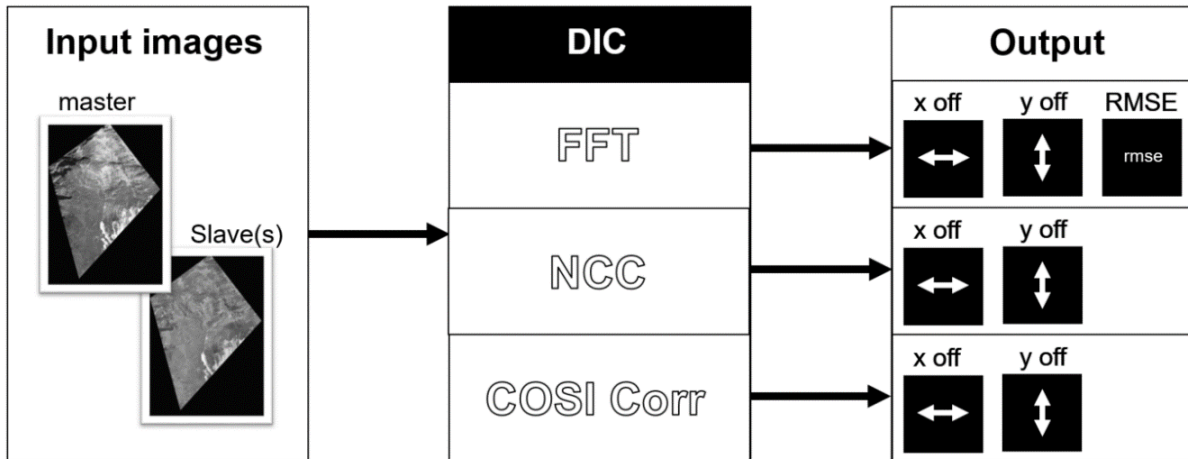 Input images
master
Slave(s)
DIC
FFT
NCC
COSI Corr
Output
x off y off RMSE
rmse
x off y off
x off y off